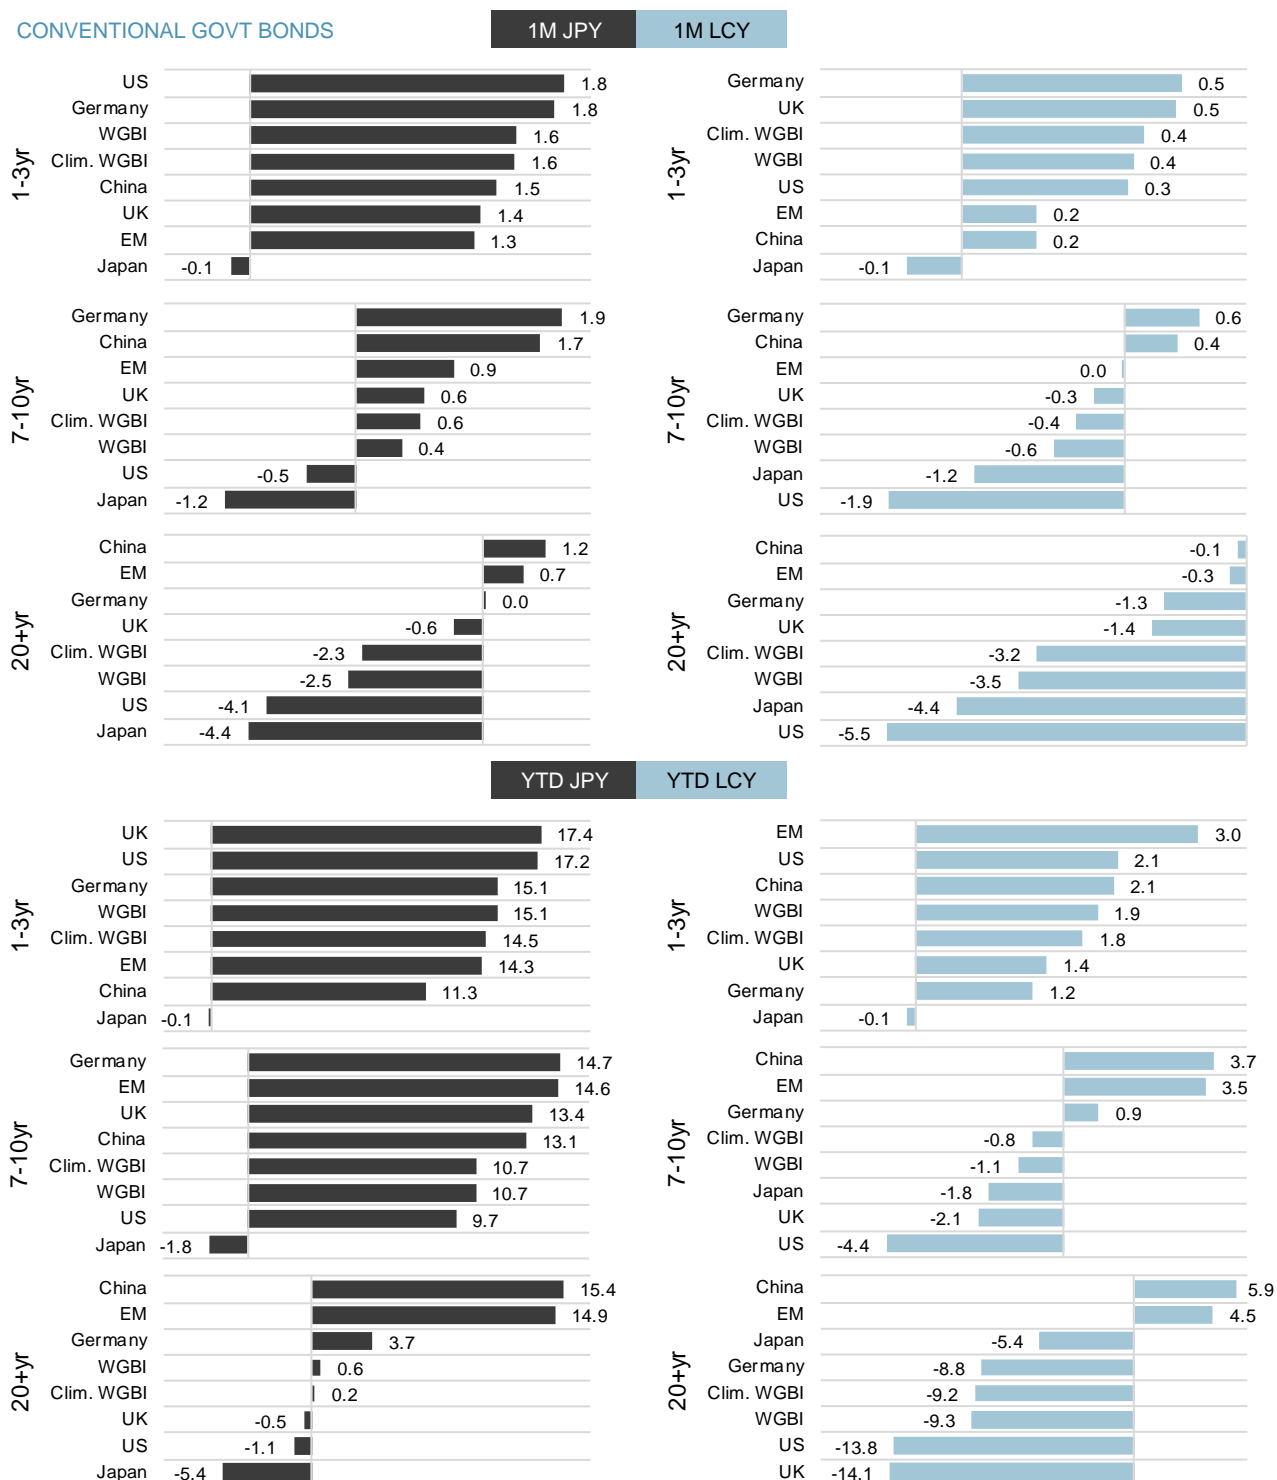 CONVENTIONAL GOVT BONDS
1M JPY 1M LCY
1-3yr
US 1.8
Germany 1.8
WGBI 1.6
Clim. WGBI 1.6
China 1.5
UK 1.4
EM 1.3
Japan -0.1
1-3yr
Germany 0.5
UK 0.5
Clim. WGBI 0.4
WGBI 0.4
US 0.3
EM 0.2
China 0.2
Japan -0.1
7-10yr
Germany 1.9
China 1.7
EM 0.9
UK 0.6
Clim. WGBI 0.6
WGBI 0.4
US -0.5
Japan -1.2
7-10yr
Germany 0.6
China 0.4
EM 0.0
UK -0.3
Clim. WGBI -0.4
WGBI -0.6
Japan -1.2
US -1.9
20+yr
China 1.2
EM 0.7
Germany 0.0
UK -0.6
Clim. WGBI -2.3
WGBI -2.5
US -4.1
Japan -4.4
20+yr
China -0.1
EM -0.3
Germany -1.3
UK -1.4
Clim. WGBI -3.2
WGBI -3.5
Japan -4.4
US -5.5
YTD JPY YTD LCY
1-3yr
UK 17.4
US 17.2
Germany 15.1
WGBI 15.1
Clim. WGBI 14.5
EM 14.3
China 11.3
Japan -0.1
1-3yr
EM 3.0
US 2.1
China 2.1
WGBI 1.9
Clim. WGBI 1.8
UK 1.4
Germany 1.2
Japan -0.1
7-10yr
Germany 14.7
EM 14.6
UK 13.4
China 13.1
Clim. WGBI 10.7
WGBI 10.7
US 9.7
Japan -1.8
7-10yr
China 3.7
EM 3.5
Germany 0.9
Clim. WGBI -0.8
WGBI -1.1
Japan -1.8
UK -2.1
US -4.4
20+yr
China 15.4
EM 14.9
Germany 3.7
WGBI 0.6
Clim. WGBI 0.2
UK -0.5
US -1.1
Japan -5.4
20+yr
China 5.9
EM 4.5
Japan -5.4
Germany -8.8
Clim. WGBI -9.2
WGBI -9.3
US -13.8
UK -14.1